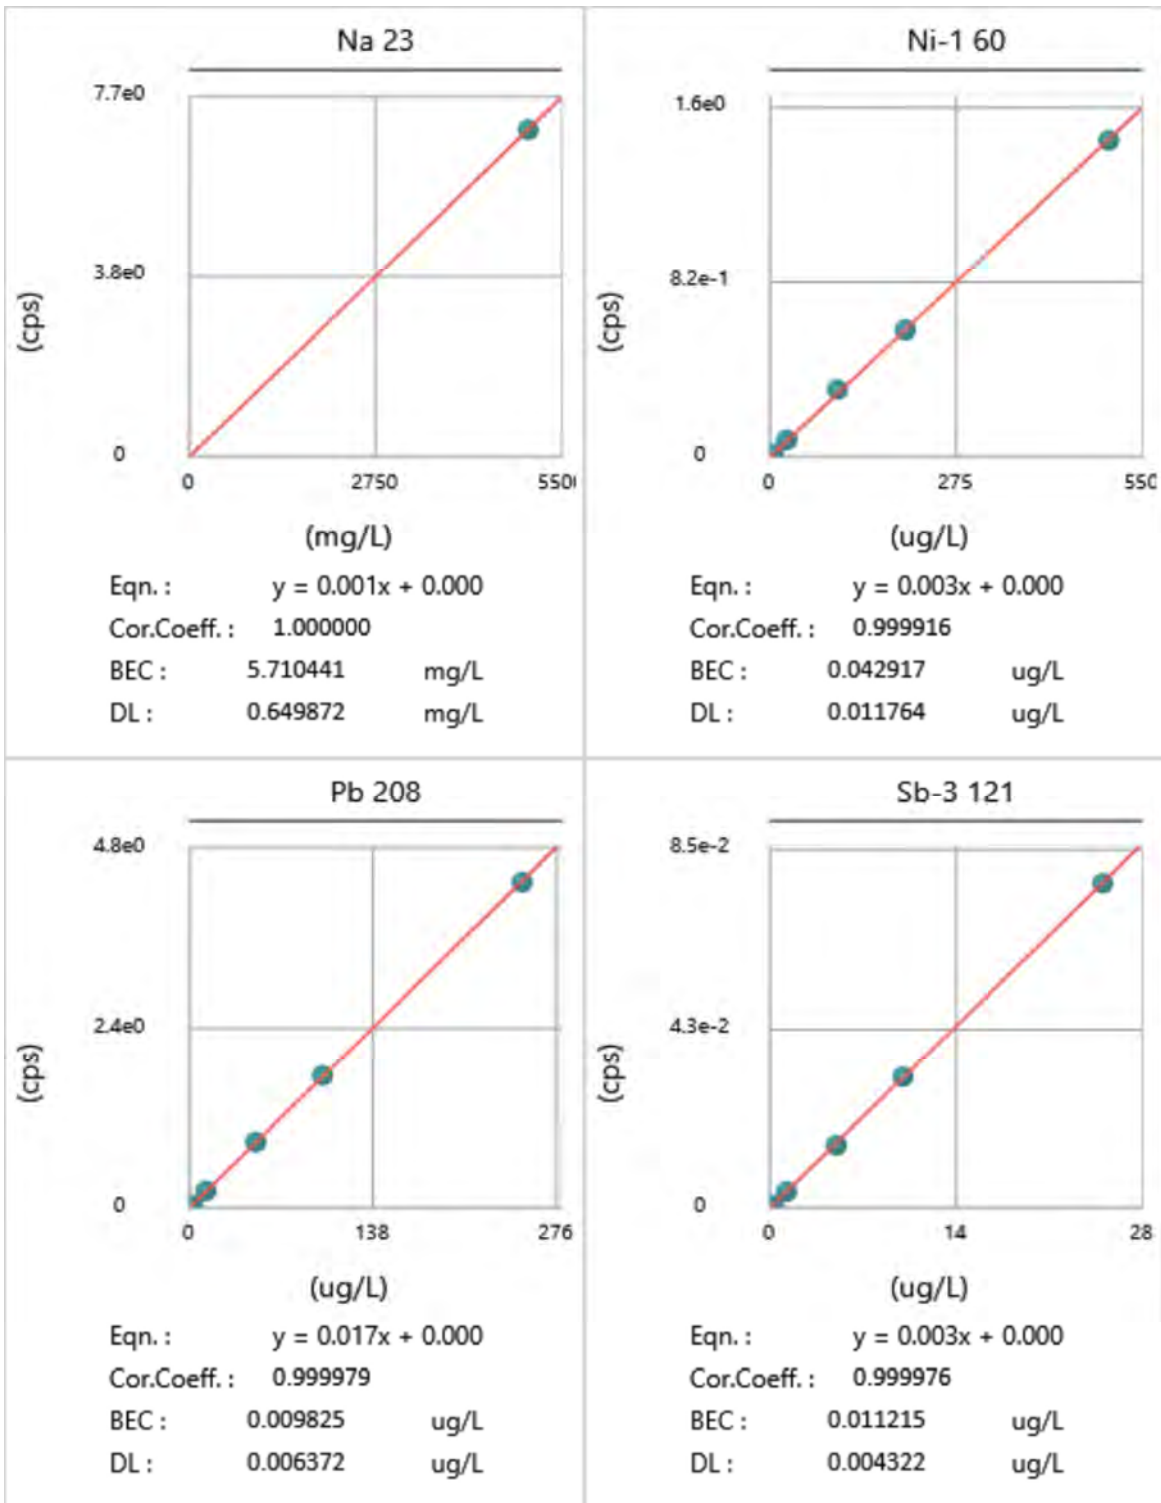 Na 23
7.7e0
3.8e0
0
(cps)
0 2750 550
(mg/L)
Eqn. : y = 0.001x + 0.000
Cor.Coeff. : 1.000000
BEC : 5.710441 mg/L
DL : 0.649872 mg/L
Ni-1 60
1.6e0
8.2e-1
0
(cps)
0 275 550
(ug/L)
Eqn. : y = 0.003x + 0.000
Cor.Coeff. : 0.999916
BEC : 0.042917 ug/L
DL : 0.011764 ug/L
Pb 208
4.8e0
2.4e0
0
(cps)
0 138 276
(ug/L)
Eqn. : y = 0.017x + 0.000
Cor.Coeff. : 0.999979
BEC : 0.009825 ug/L
DL : 0.006372 ug/L
Sb-3 121
8.5e-2
4.3e-2
0
(cps)
0 14 28
(ug/L)
Eqn. : y = 0.003x + 0.000
Cor.Coeff. : 0.999976
BEC : 0.011215 ug/L
DL : 0.004322 ug/L